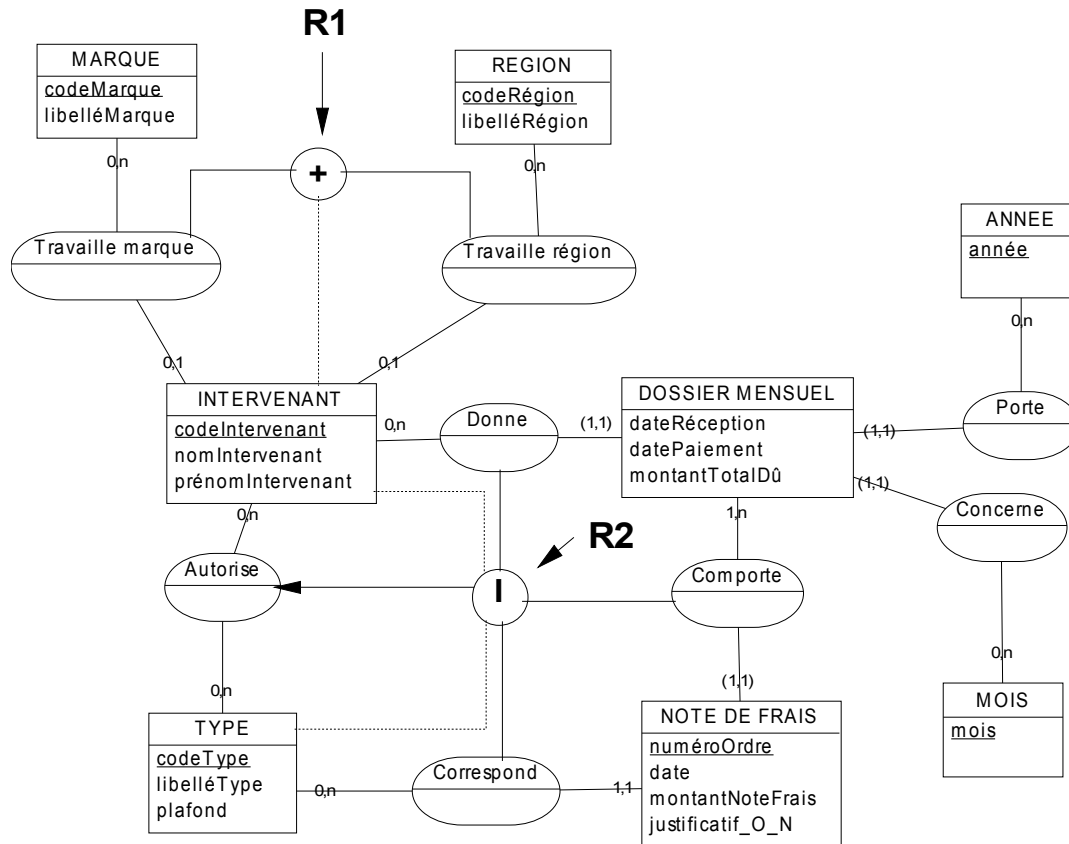 R1
MARQUE
codeMarque
libelléMarque
REGION
codeRégion
libelléRégion
0,n
0,n
+
ANNEE
année
Travaille marque
Travaille région
0,n
0,1
0,1
INTERVENANT
codeIntervenant
nomIntervenant
prénomIntervenant
0,n
Donne
(1,1)
DOSSIER MENSUEL
dateRéception
datePaiement
montantTotalDû
(1,1)
Porte
(1,1)
Concerne
0,n
1,n
R2
Autorise
I
Comporte
0,n
(1,1)
0,n
MOIS
mois
TYPE
codeType
libelléType
plafond
0,n
Correspond
1,1
NOTE DE FRAIS
numéroOrdre
date
montantNoteFrais
justificatif_O_N